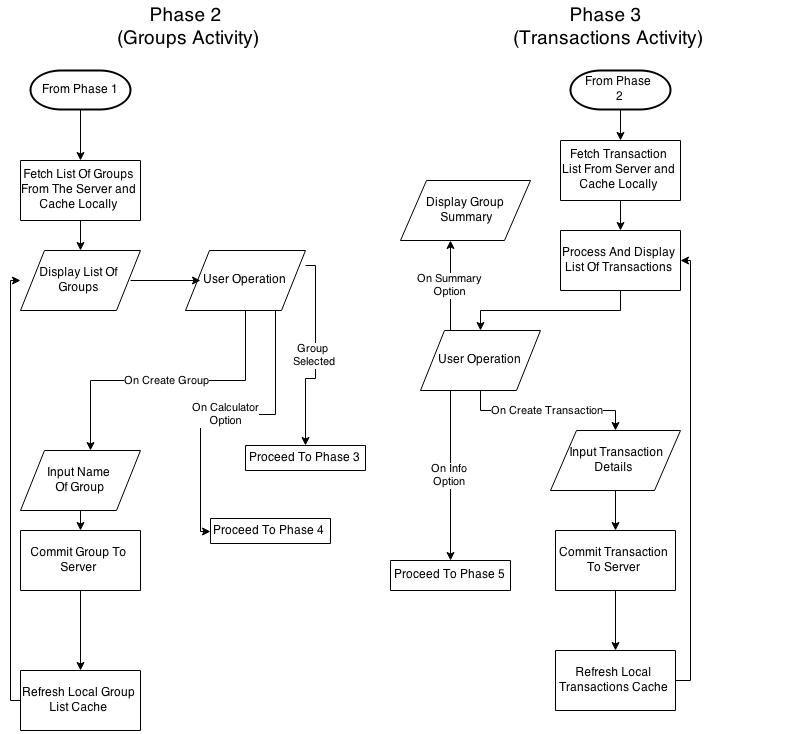 Phase 2
(Groups Activity)
From Phase 1
Fetch List Of Groups
From The Server and
Cache Locally
Display List Of
Groups
User Operation
Group
Selected
On Create Group
On Calculator
Option
Proceed To Phase 3
Input Name
Of Group
Proceed To Phase 4
Commit Group To
Server
Refresh Local Group
List Cache
Phase 3
(Transactions Activity)
From Phase
2
Fetch Transaction
List From Server and
Cache Locally
Display Group
Summary
Process And Display
List Of Transactions
On Summary
Option
User Operation
On Create Transaction
On Info
Option
Input Transaction
Details
Proceed To Phase 5
Commit Transaction
To Server
Refresh Local
Transactions Cache